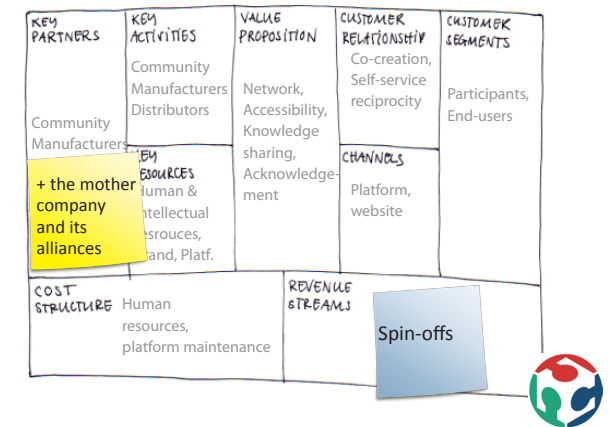 KEY
PARTNERS
Community
Manufacturers
+ the mother
company
and its
alliances
KEY
ACTIVITIES
Community
Manufacturers
Distributors
KEY
RESOURCES
Human &
intellectual
esrouces,
rand, Platf.
VALUE
PROPOSITION
Network,
Accessibility,
Knowledge
sharing,
Acknowledge-
ment
CUSTOMER
RELATIONSHIP
Co-creation,
Self-service
reciprocity
CHANNELS
Platform,
website
CUSTOMER
SEGMENTS
Participants,
End-users
COST
STRUCTURE
Human
resources,
platform maintenance
REVENUE
STREAMS
Spin-offs